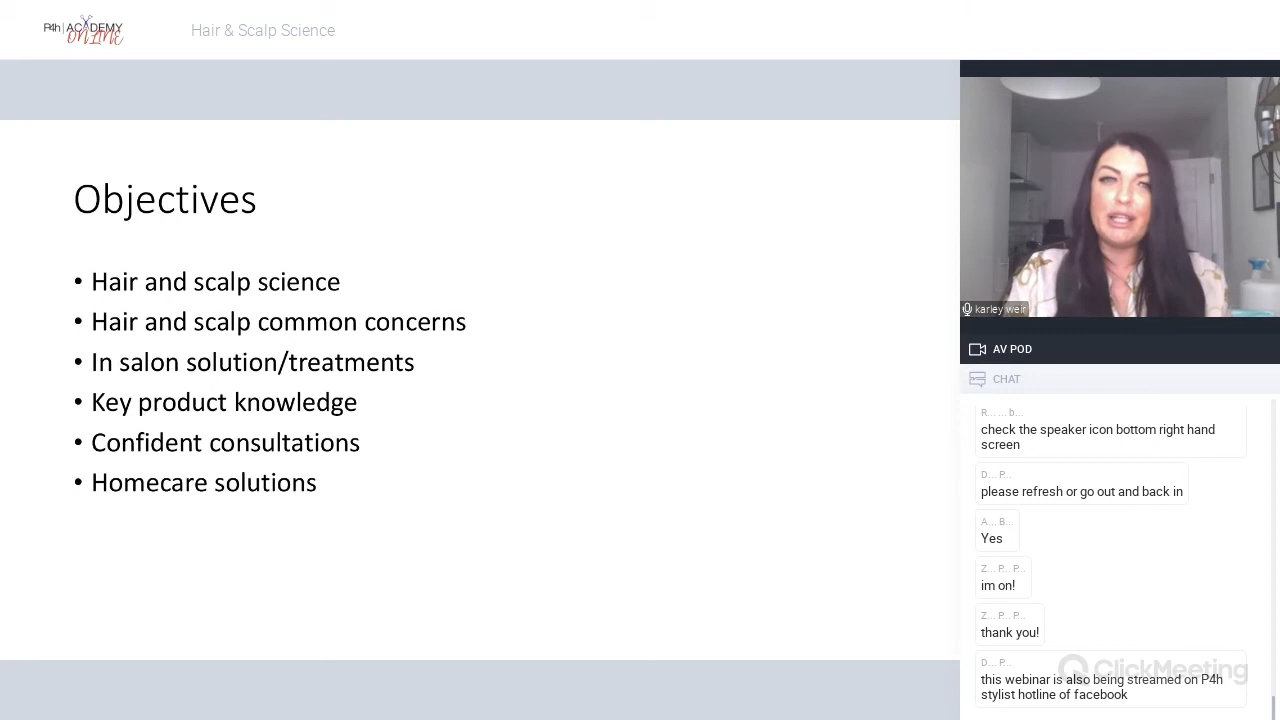 P4h | ACADEMY
ONLINE
Hair & Scalp Science
Objectives
• Hair and scalp science
• Hair and scalp common concerns
• In salon solution/treatments
• Key product knowledge
• Confident consultations
• Homecare solutions
karley weir
AV POD
CHAT
R... ... b...
check the speaker icon bottom right hand
screen
D... P...
please refresh or go out and back in
A... B...
Yes
Z... P... P...
im on!
Z... P... P...
thank you!
D... P...
this webinar is also being streamed on P4h
stylist hotline of facebook
ClickMeeting